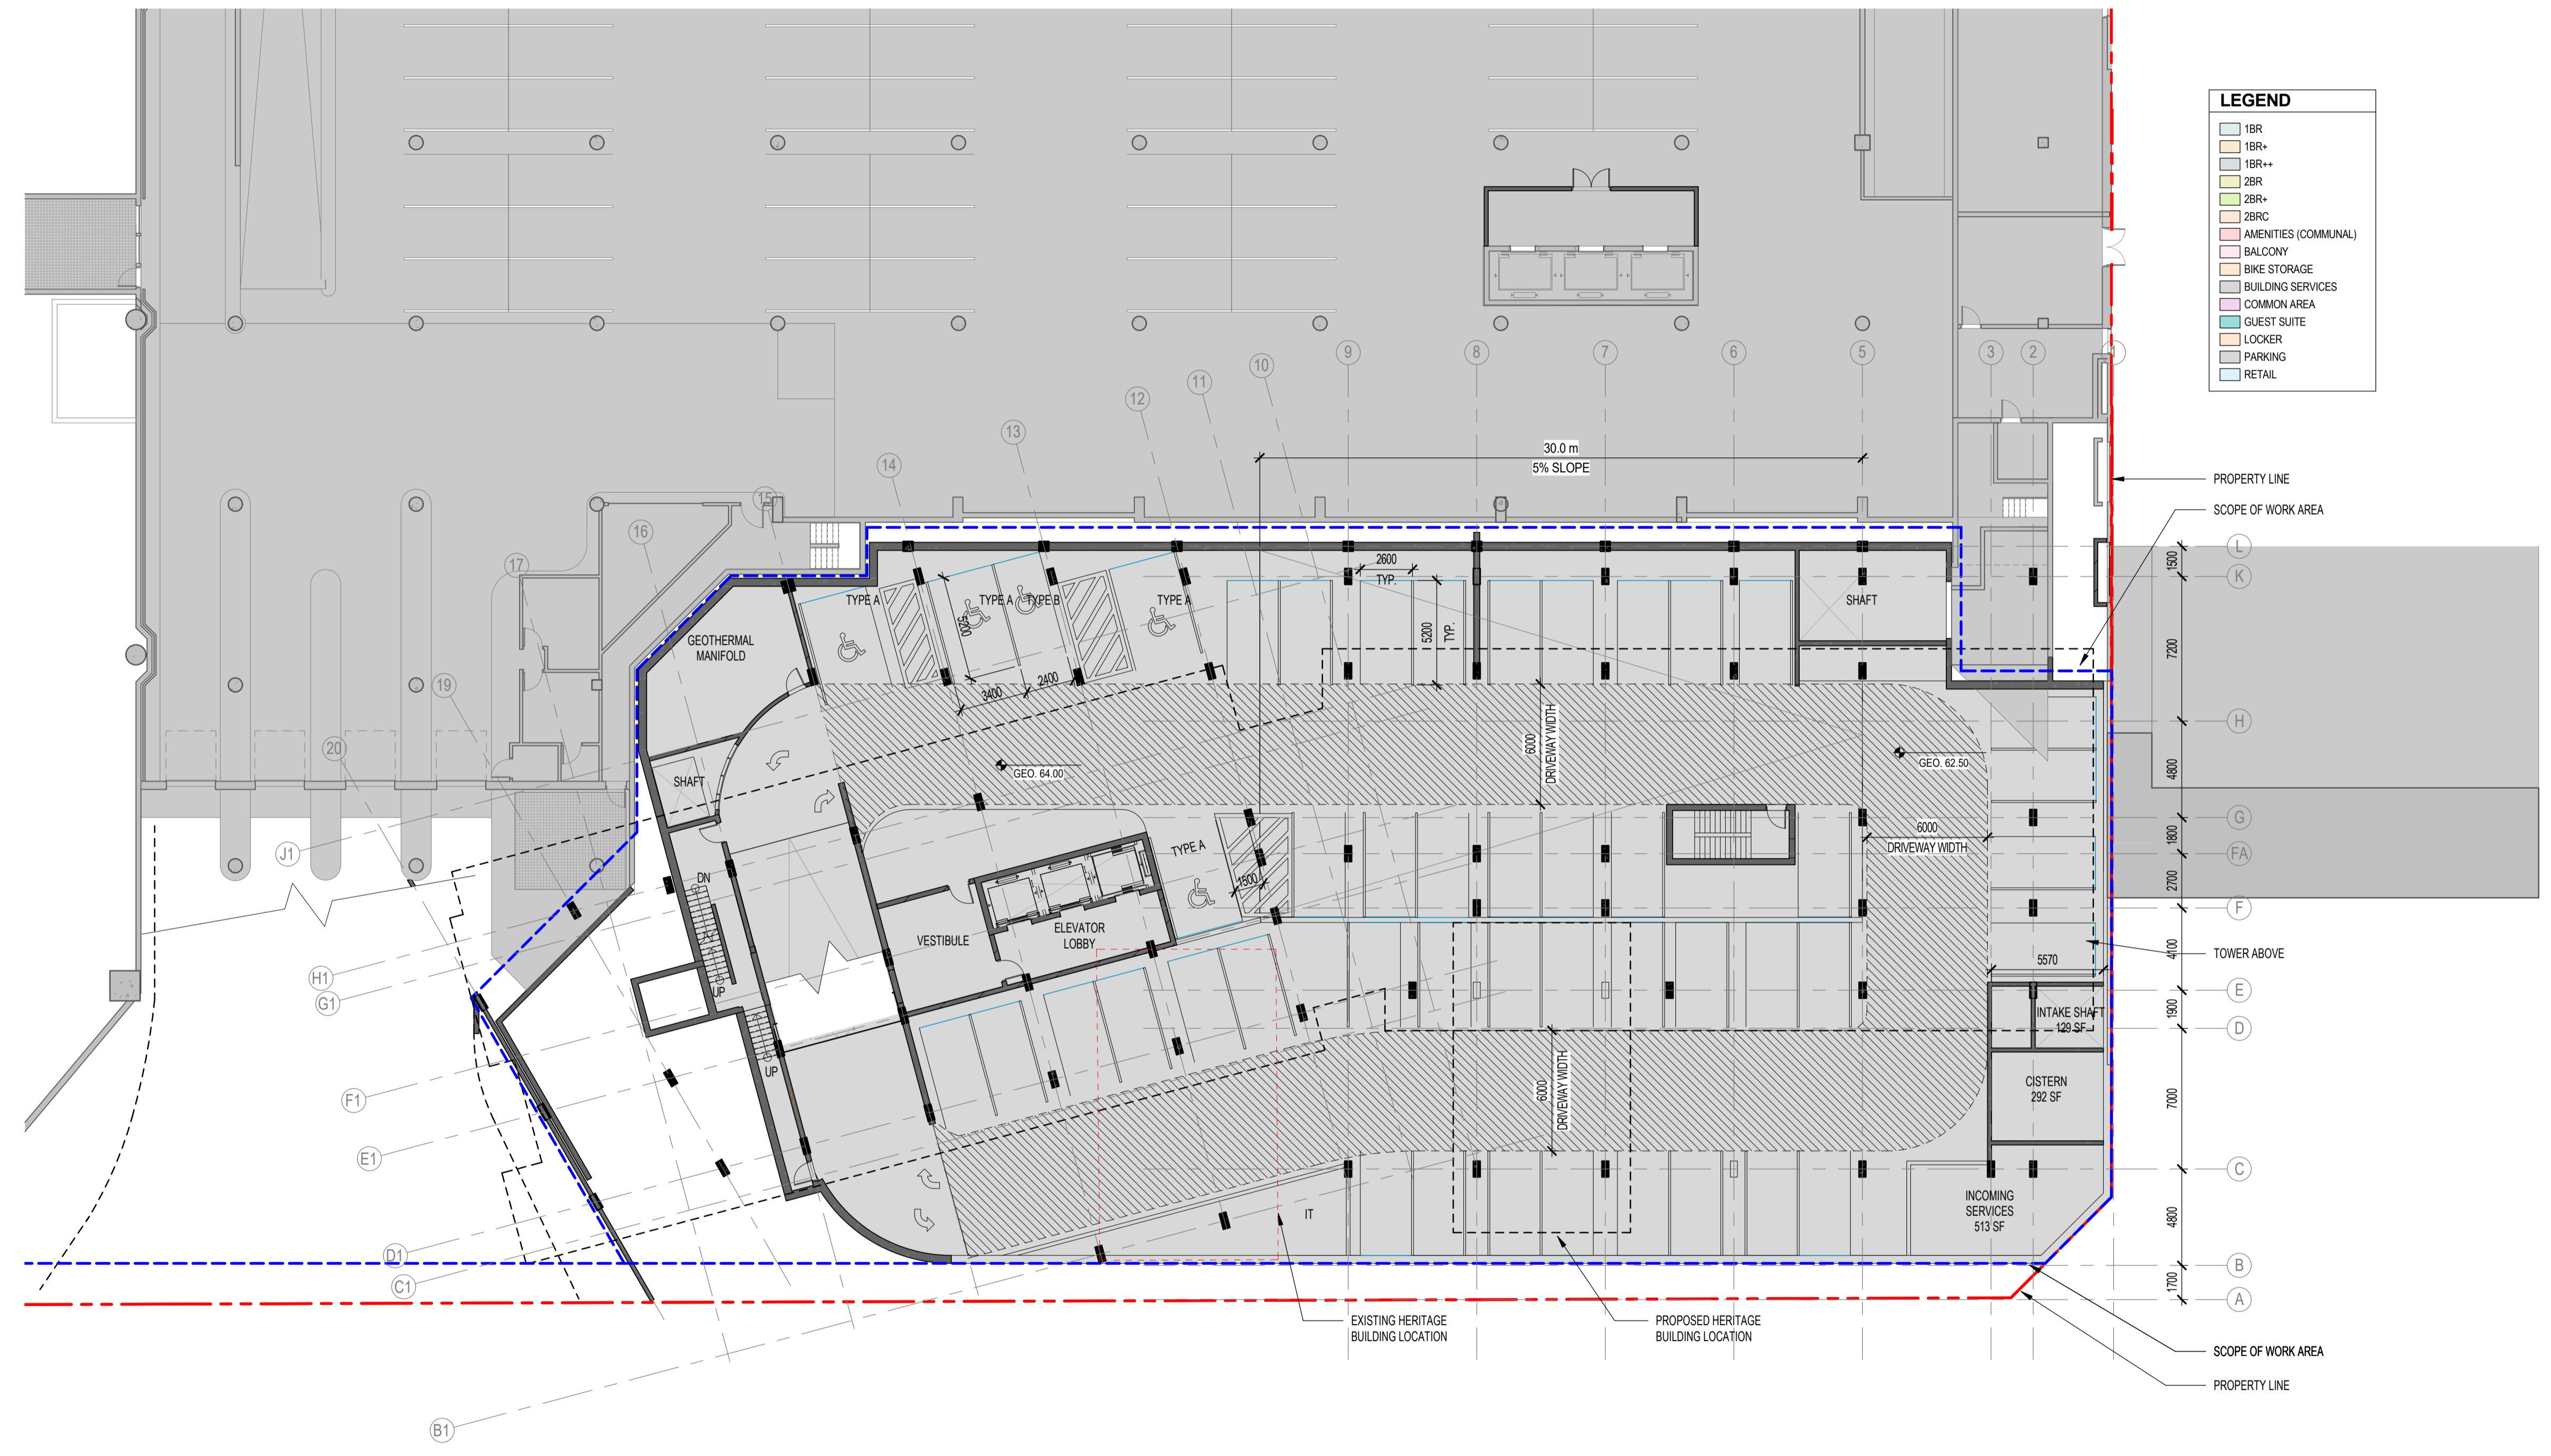 LEGEND
1BR
1BR+
1BR++
2BR
2BR+
2BRC
AMENITIES (COMMUNAL)
BALCONY
BIKE STORAGE
BUILDING SERVICES
COMMON AREA
GUEST SUITE
LOCKER
PARKING
RETAIL
9
8
7
6
5
3
2
1
10
11
12
13
14
15
16
17
19
20
30.0 m
5% SLOPE
PROPERTY LINE
SCOPE OF WORK AREA
L
K
H
G
FA
F
E
D
C
B
A
1500
7200
4800
1800
2700
4100
1900
7000
4800
1700
2600
TYP.
5200
TYP.
TYPE A
TYPE A
TYPE B
TYPE A
5200
3400
2400
SHAFT
GEOTHERMAL
MANIFOLD
6000
DRIVEWAY WIDTH
GEO. 64.00
GEO. 62.50
SHAFT
6000
DRIVEWAY WIDTH
TYPE A
1500
DN
UP
UP
VESTIBULE
ELEVATOR
LOBBY
TOWER ABOVE
5570
INTAKE SHAFT
129 SF
CISTERN
292 SF
6000
DRIVEWAY WIDTH
INCOMING
SERVICES
513 SF
IT
J1
H1
G1
F1
E1
D1
C1
B1
EXISTING HERITAGE
BUILDING LOCATION
PROPOSED HERITAGE
BUILDING LOCATION
SCOPE OF WORK AREA
PROPERTY LINE